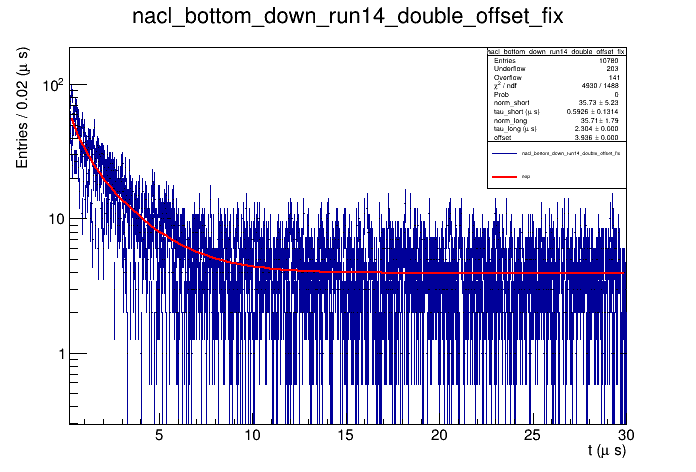 nacl_bottom_down_run14_double_offset_fix
Entries / 0.02 (μ s)
nacl_bottom_down_run14_double_offset_fix
Entries 10780
Underflow 203
Overflow 141
χ² / ndf 4930 / 1488
Prob 0
norm_short 35.73 ± 5.23
tau_short (μ s) 0.5926 ± 0.1314
norm_long 35.71 ± 1.79
tau_long (μ s) 2.304 ± 0.000
offset 3.936 ± 0.000
nacl_bottom_down_run14_double_offset_fix
10²
10
1
5 10 15 20 25 30
t (μ s)